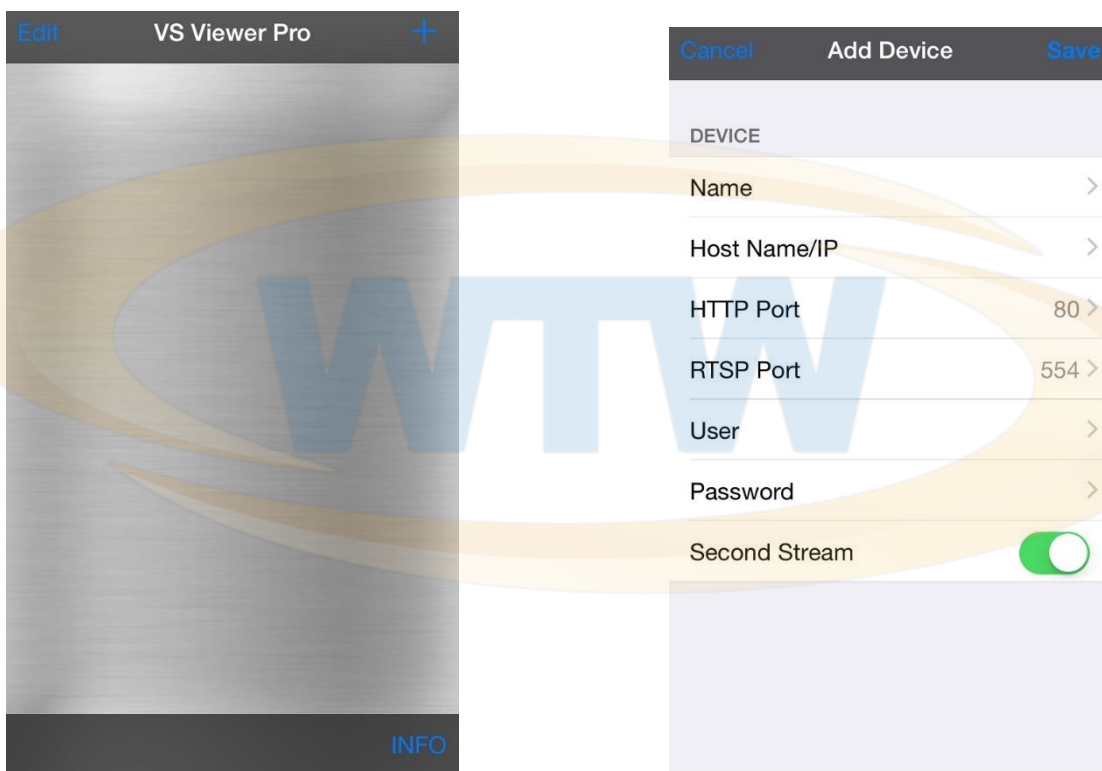 Edit VS Viewer Pro +
INFO
Cancel Add Device Save
DEVICE
Name >
Host Name/IP >
HTTP Port 80 >
RTSP Port 554 >
User >
Password >
Second Stream
WTW